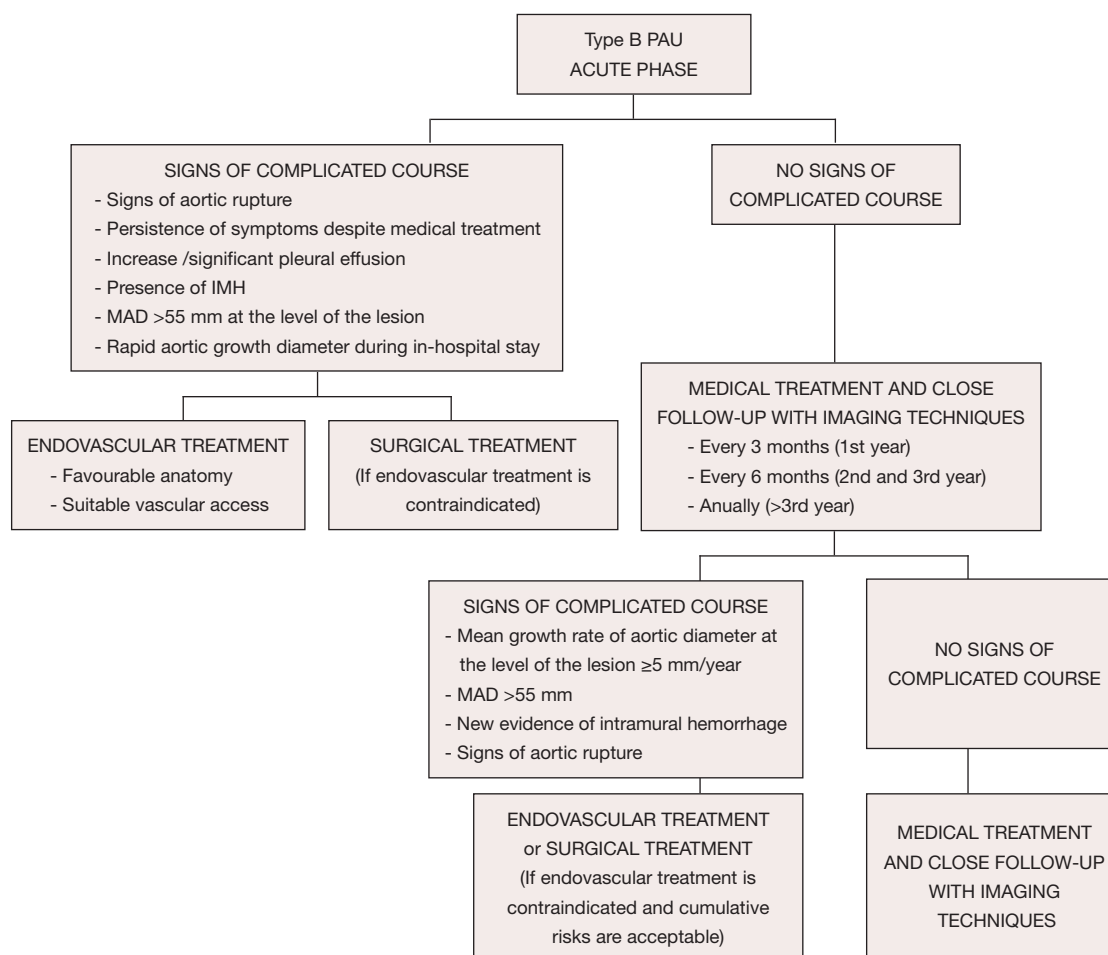 Type B PAU
ACUTE PHASE
SIGNS OF COMPLICATED COURSE
- Signs of aortic rupture
- Persistence of symptoms despite medical treatment
- Increase /significant pleural effusion
- Presence of IMH
- MAD >55 mm at the level of the lesion
- Rapid aortic growth diameter during in-hospital stay
NO SIGNS OF
COMPLICATED COURSE
ENDOVASCULAR TREATMENT
- Favourable anatomy
- Suitable vascular access
SURGICAL TREATMENT
(If endovascular treatment is
contraindicated)
MEDICAL TREATMENT AND CLOSE
FOLLOW-UP WITH IMAGING TECHNIQUES
- Every 3 months (1st year)
- Every 6 months (2nd and 3rd year)
- Anually (>3rd year)
SIGNS OF COMPLICATED COURSE
- Mean growth rate of aortic diameter at
the level of the lesion ≥5 mm/year
- MAD >55 mm
- New evidence of intramural hemorrhage
- Signs of aortic rupture
NO SIGNS OF
COMPLICATED COURSE
ENDOVASCULAR TREATMENT
or SURGICAL TREATMENT
(If endovascular treatment is
contraindicated and cumulative
risks are acceptable)
MEDICAL TREATMENT
AND CLOSE FOLLOW-UP
WITH IMAGING
TECHNIQUES